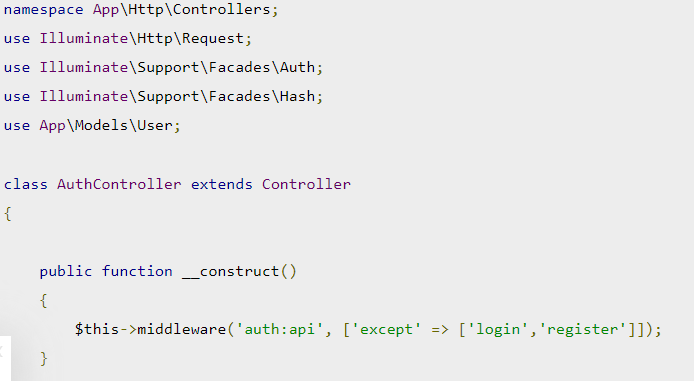 namespace App\Http\Controllers;
use Illuminate\Http\Request;
use Illuminate\Support\Facades\Auth;
use Illuminate\Support\Facades\Hash;
use App\Models\User;
class AuthController extends Controller
{
    public function __construct()
    {
        $this->middleware('auth:api', ['except' => ['login','register']]);
    }